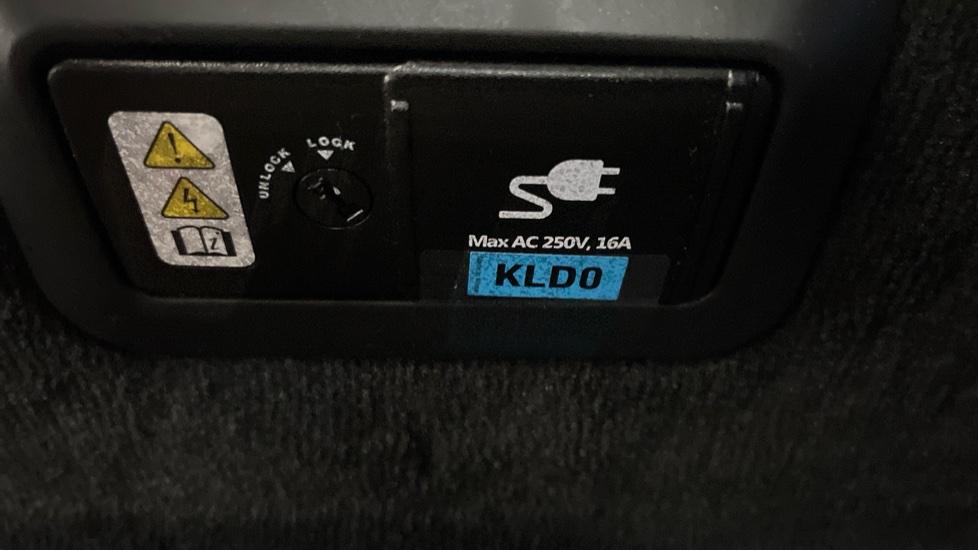 UNLOCK
LOCK
Max AC 250V, 16A
KLD0